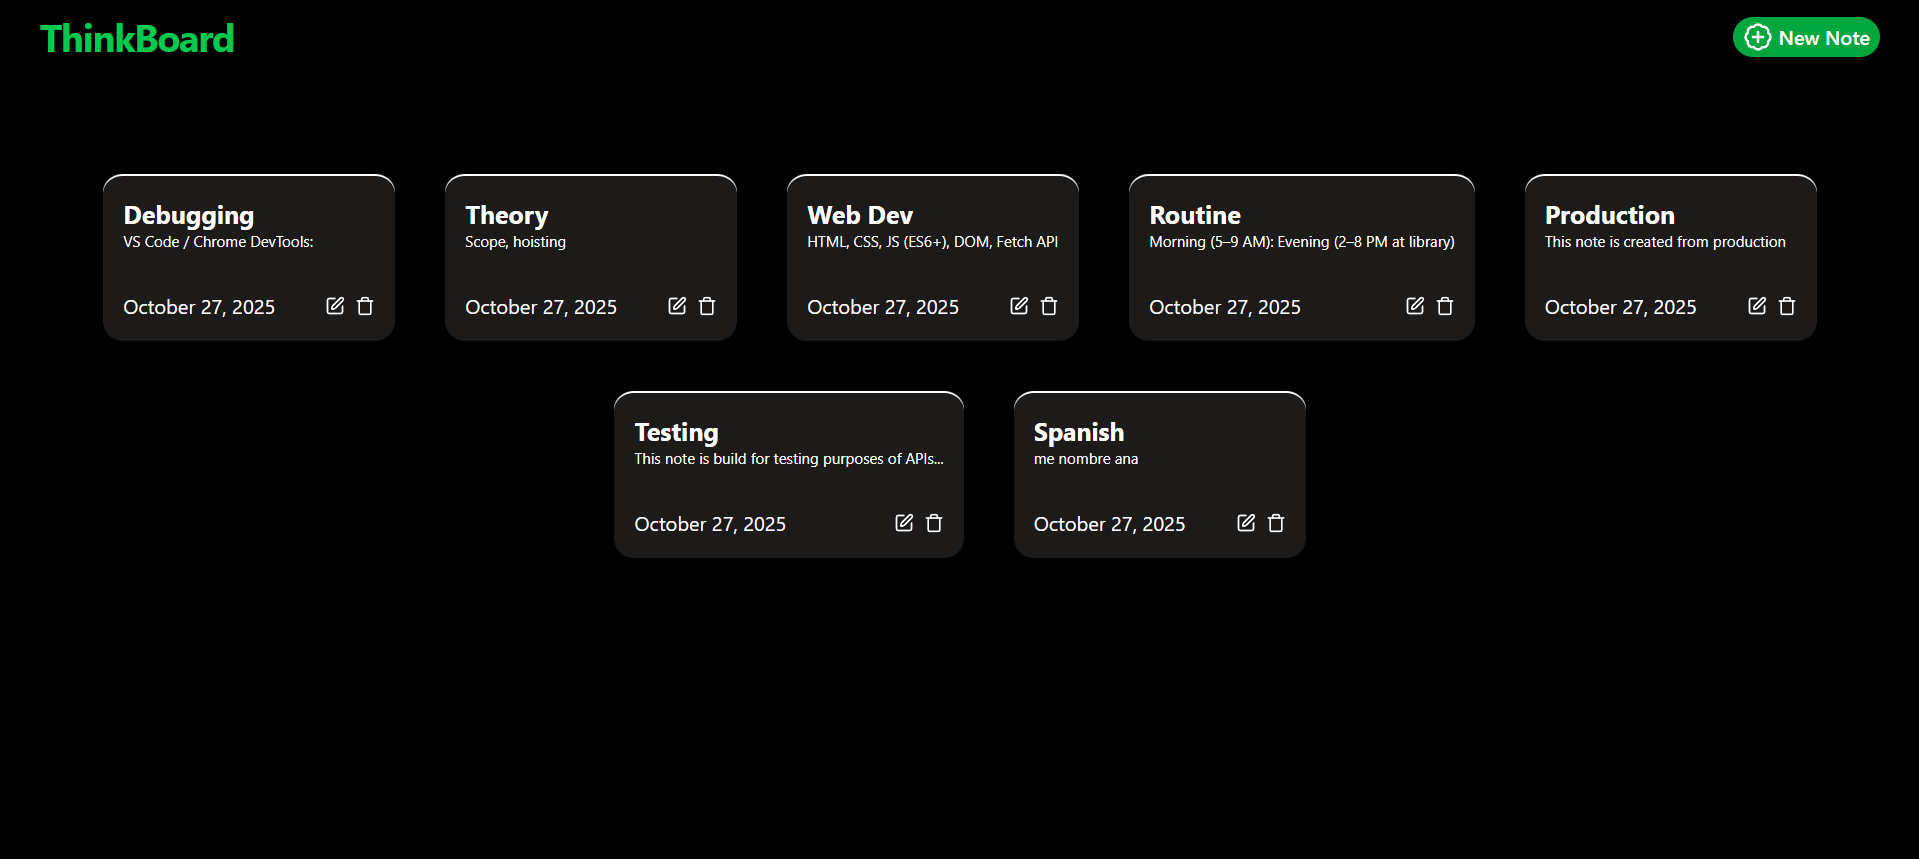 ThinkBoard
New Note
Debugging
VS Code / Chrome DevTools:
October 27, 2025
Theory
Scope, hoisting
October 27, 2025
Web Dev
HTML, CSS, JS (ES6+), DOM, Fetch API
October 27, 2025
Routine
Morning (5–9 AM): Evening (2–8 PM at library)
October 27, 2025
Production
This note is created from production
October 27, 2025
Testing
This note is build for testing purposes of APIs...
October 27, 2025
Spanish
me nombre ana
October 27, 2025